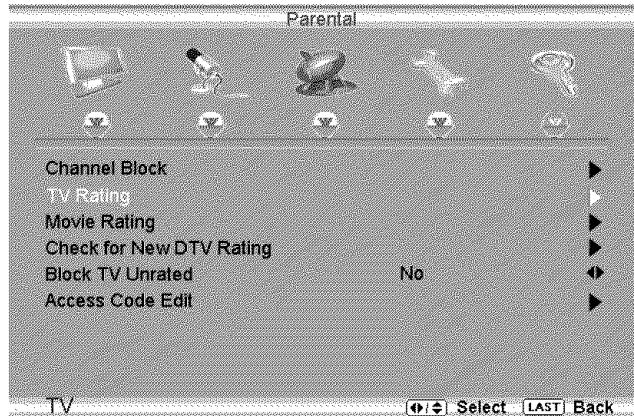 Parental
Channel Block
TV Rating
Movie Rating
Check for New DTV Rating
Block TV Unrated No
Access Code Edit
TV Select LAST Back